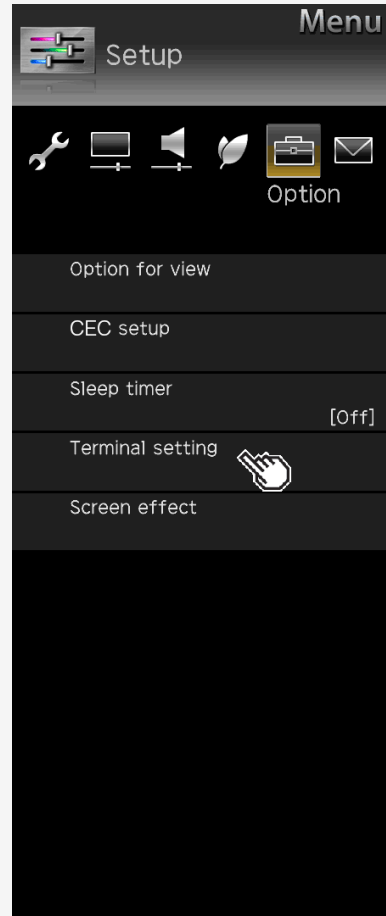 Menu
Setup
Option
Option for view
CEC setup
Sleep timer
[Off]
Terminal setting
Screen effect